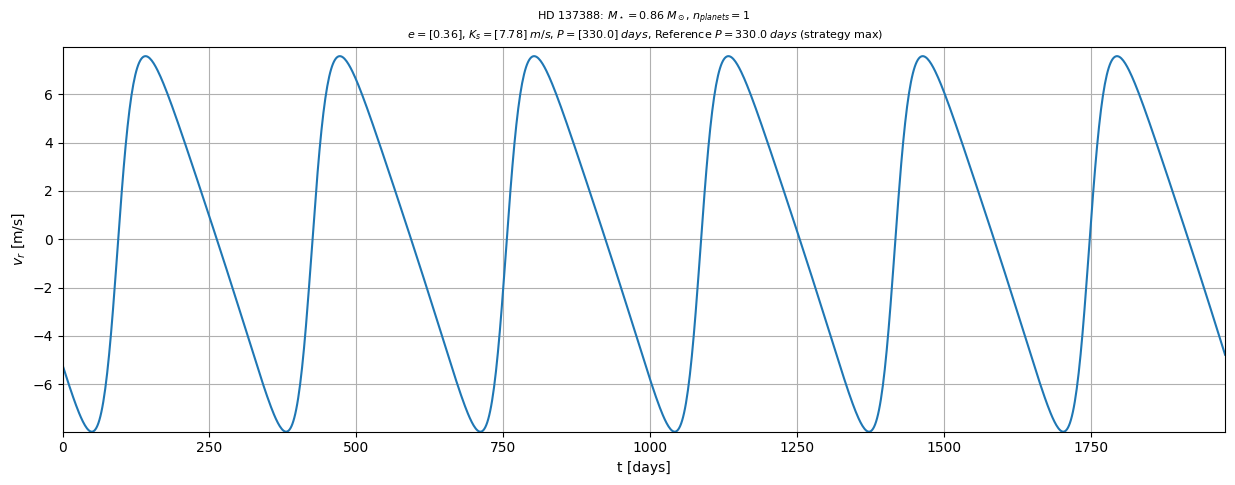 HD 137388: $M_\star = 0.86\ M_\odot$, $n_{planets} = 1$
$e = [0.36]$, $K_s = [7.78]\ m/s$, $P = [330.0]\ days$, Reference $P = 330.0\ days$ (strategy max)
6
4
2
0
−2
−4
−6
$v_r$ [m/s]
0 250 500 750 1000 1250 1500 1750
t [days]